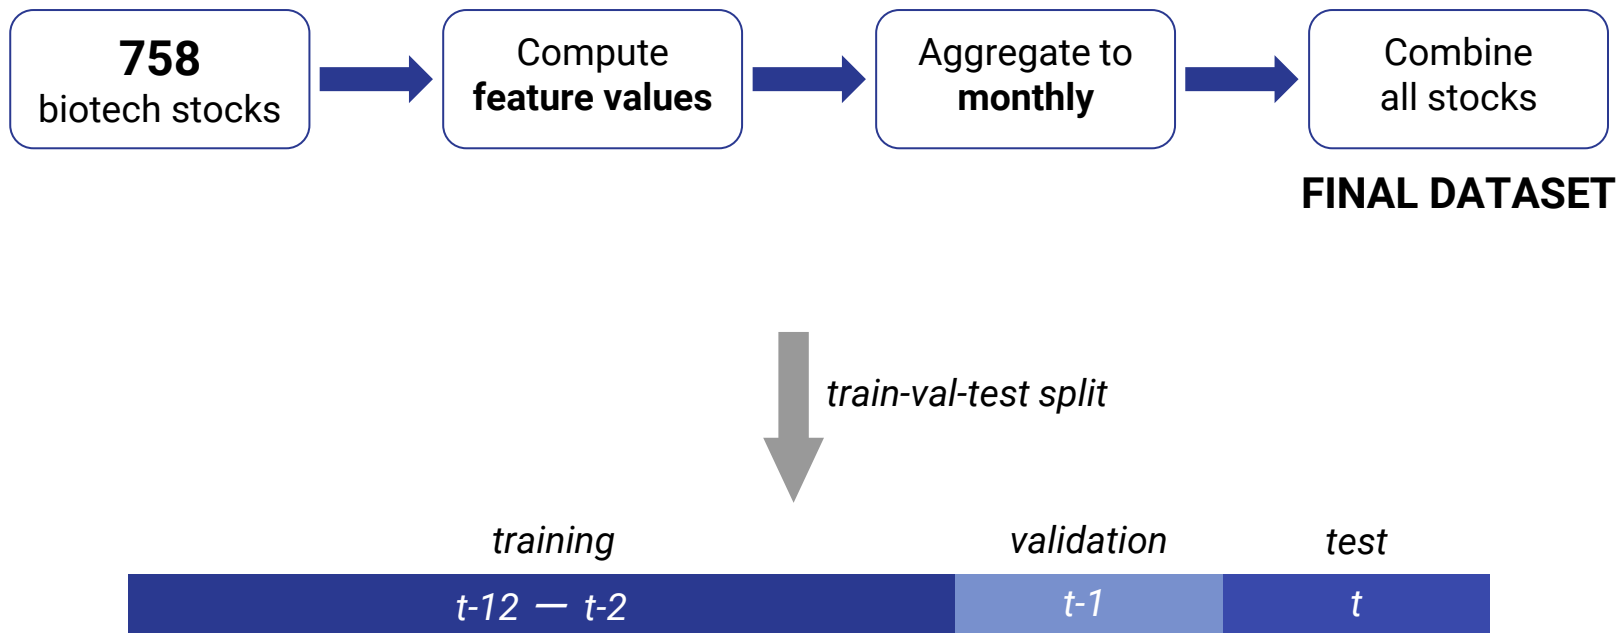 758
biotech stocks
Compute
feature values
Aggregate to
monthly
Combine
all stocks
FINAL DATASET
train-val-test split
training
validation
test
t-12 — t-2
t-1
t